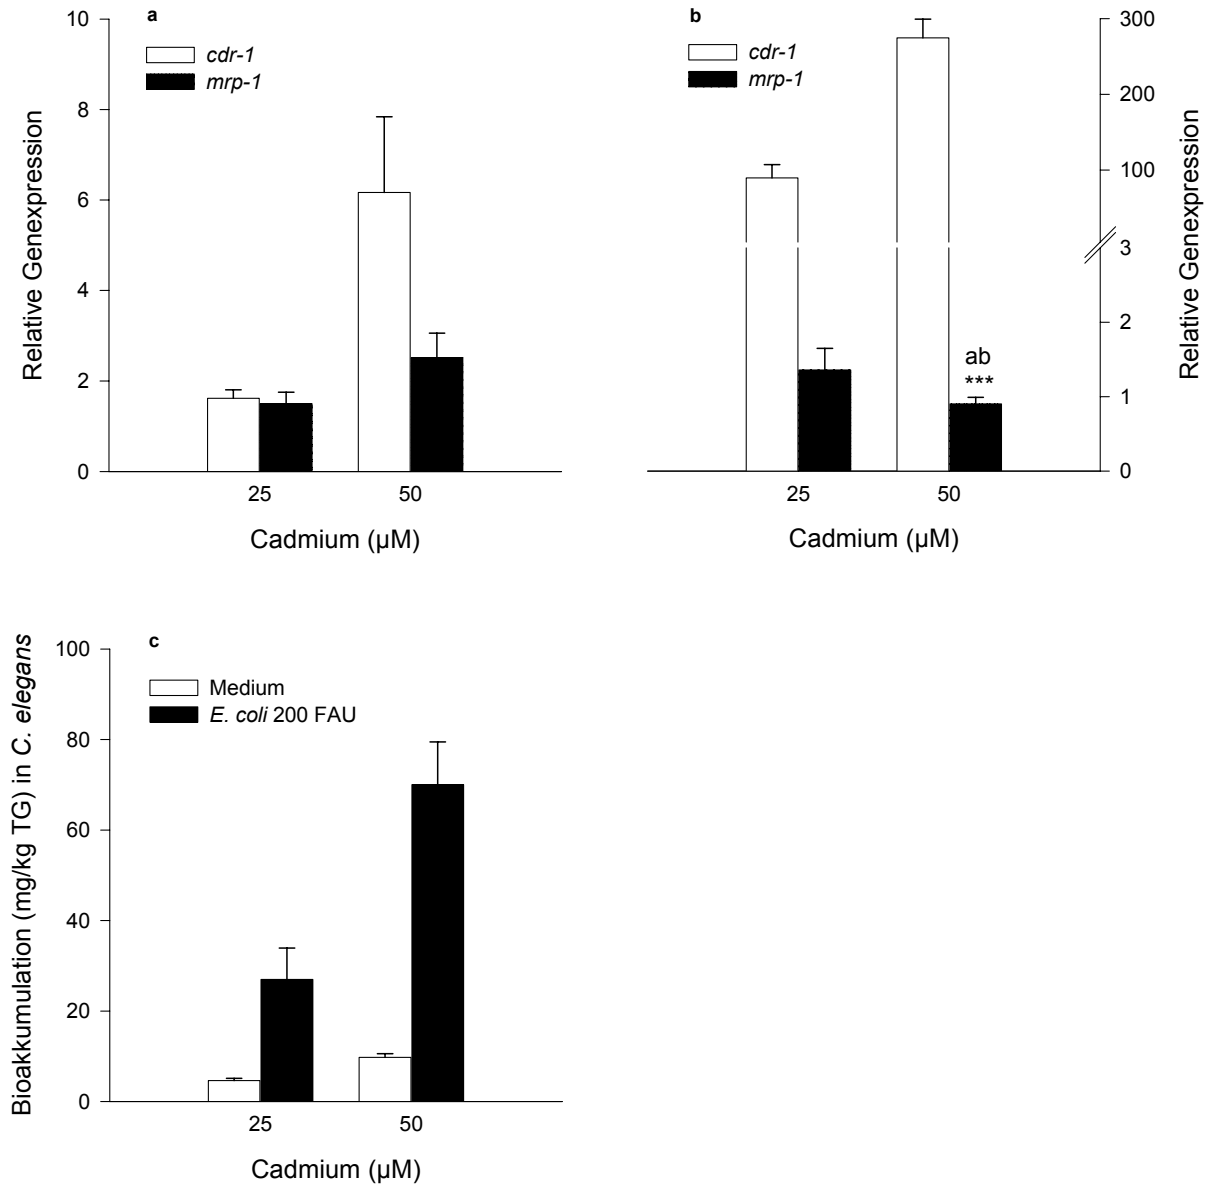 a
cdr-1
mrp-1
10
8
6
4
2
0
Relative Genexpression
25
50
Cadmium (µM)
b
cdr-1
mrp-1
300
200
100
3
2
1
0
Relative Genexpression
ab
***
25
50
Cadmium (µM)
c
Medium
E. coli 200 FAU
100
80
60
40
20
0
Bioakkumulation (mg/kg TG) in C. elegans
25
50
Cadmium (µM)